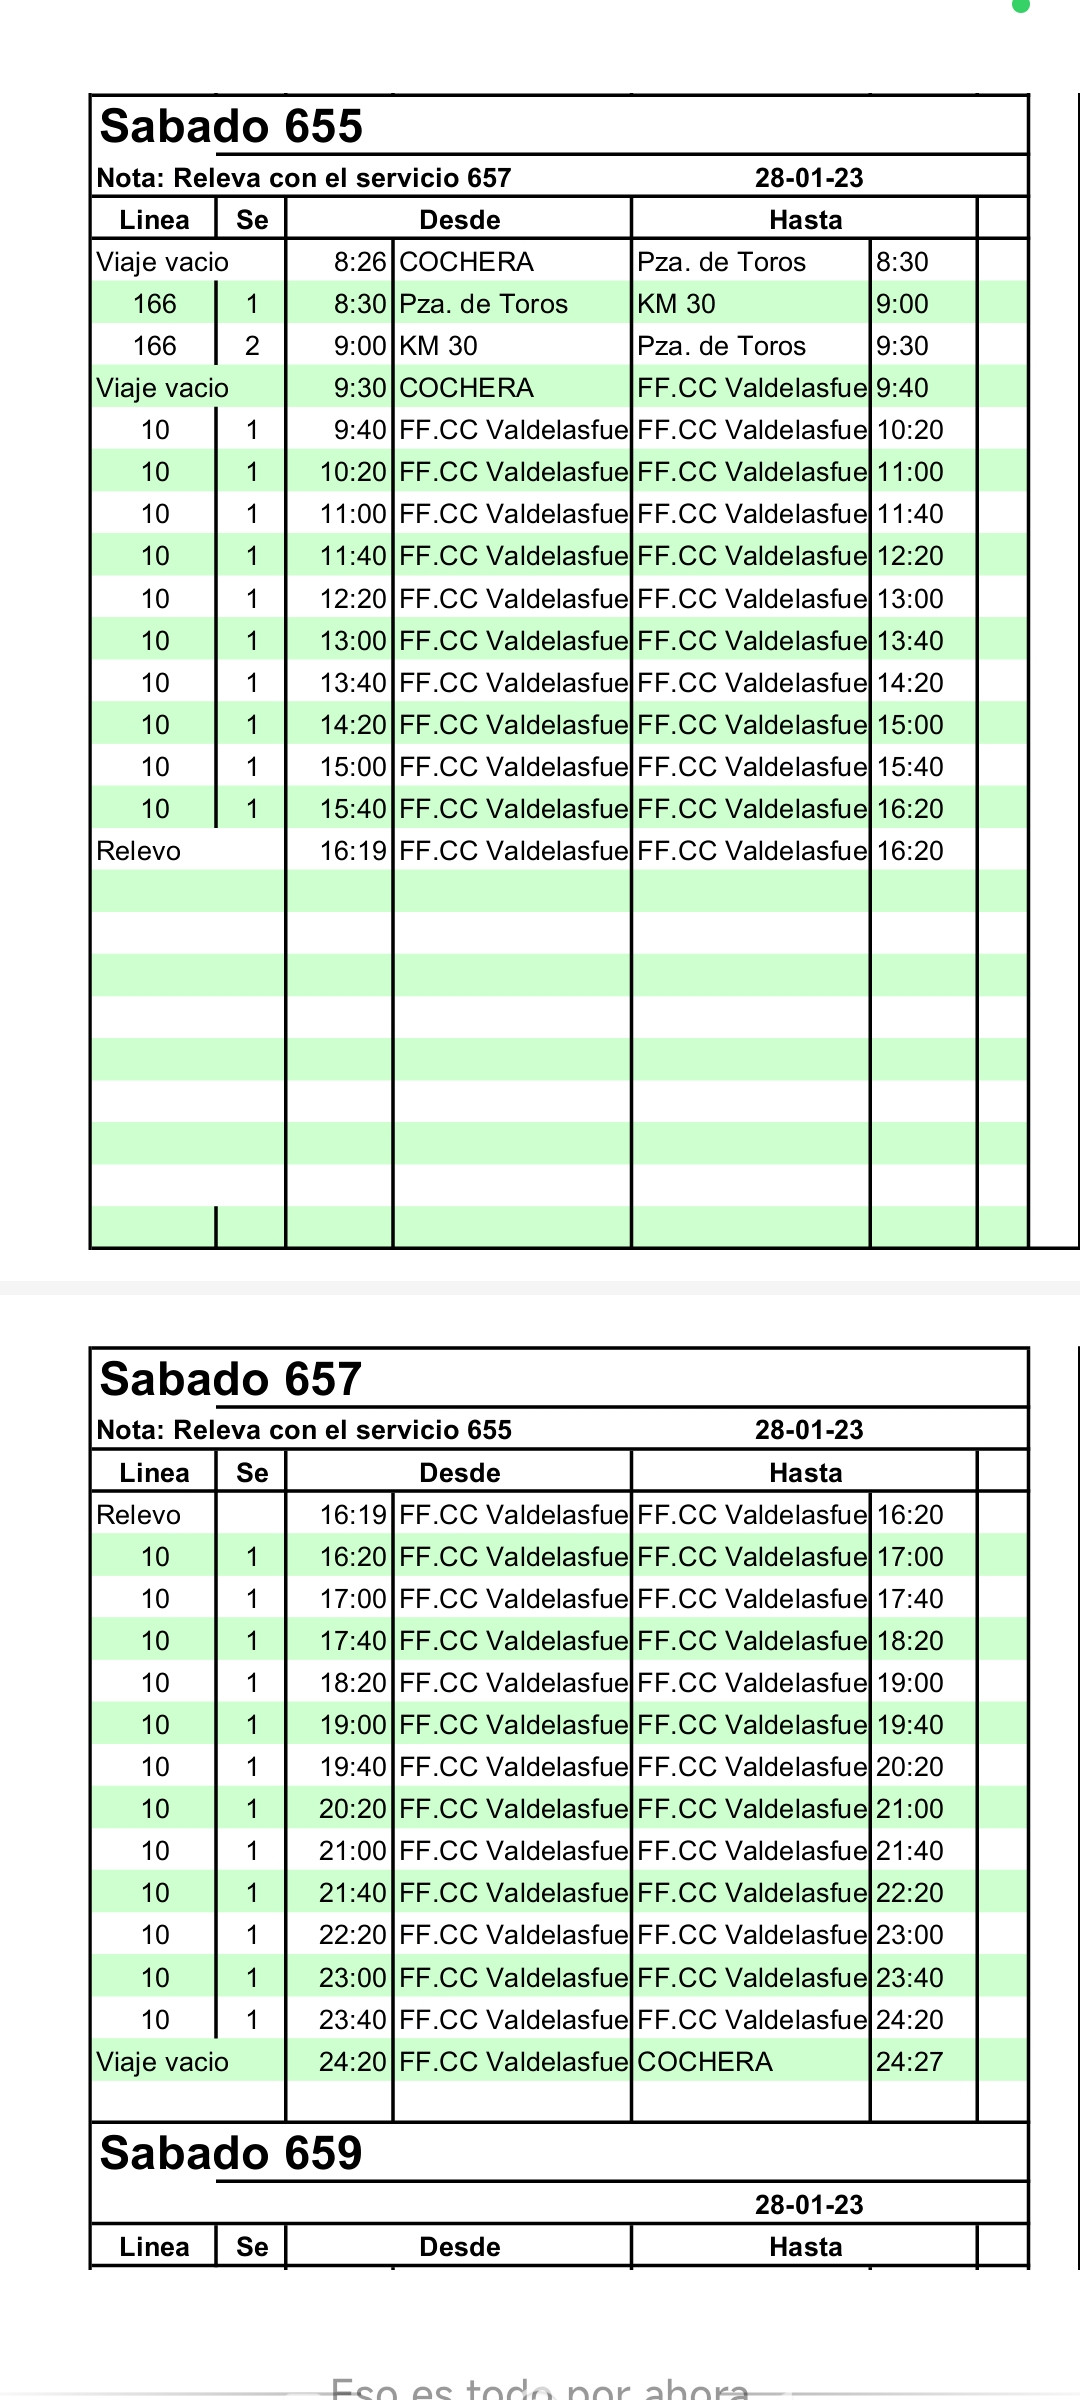 Sabado 655
Nota: Releva con el servicio 657 28-01-23
Linea Se Desde Hasta
Viaje vacio 8:26 COCHERA Pza. de Toros 8:30
166 1 8:30 Pza. de Toros KM 30 9:00
166 2 9:00 KM 30 Pza. de Toros 9:30
Viaje vacio 9:30 COCHERA FF.CC Valdelasfue 9:40
10 1 9:40 FF.CC Valdelasfue FF.CC Valdelasfue 10:20
10 1 10:20 FF.CC Valdelasfue FF.CC Valdelasfue 11:00
10 1 11:00 FF.CC Valdelasfue FF.CC Valdelasfue 11:40
10 1 11:40 FF.CC Valdelasfue FF.CC Valdelasfue 12:20
10 1 12:20 FF.CC Valdelasfue FF.CC Valdelasfue 13:00
10 1 13:00 FF.CC Valdelasfue FF.CC Valdelasfue 13:40
10 1 13:40 FF.CC Valdelasfue FF.CC Valdelasfue 14:20
10 1 14:20 FF.CC Valdelasfue FF.CC Valdelasfue 15:00
10 1 15:00 FF.CC Valdelasfue FF.CC Valdelasfue 15:40
10 1 15:40 FF.CC Valdelasfue FF.CC Valdelasfue 16:20
Relevo 16:19 FF.CC Valdelasfue FF.CC Valdelasfue 16:20
Sabado 657
Nota: Releva con el servicio 655 28-01-23
Linea Se Desde Hasta
Relevo 16:19 FF.CC Valdelasfue FF.CC Valdelasfue 16:20
10 1 16:20 FF.CC Valdelasfue FF.CC Valdelasfue 17:00
10 1 17:00 FF.CC Valdelasfue FF.CC Valdelasfue 17:40
10 1 17:40 FF.CC Valdelasfue FF.CC Valdelasfue 18:20
10 1 18:20 FF.CC Valdelasfue FF.CC Valdelasfue 19:00
10 1 19:00 FF.CC Valdelasfue FF.CC Valdelasfue 19:40
10 1 19:40 FF.CC Valdelasfue FF.CC Valdelasfue 20:20
10 1 20:20 FF.CC Valdelasfue FF.CC Valdelasfue 21:00
10 1 21:00 FF.CC Valdelasfue FF.CC Valdelasfue 21:40
10 1 21:40 FF.CC Valdelasfue FF.CC Valdelasfue 22:20
10 1 22:20 FF.CC Valdelasfue FF.CC Valdelasfue 23:00
10 1 23:00 FF.CC Valdelasfue FF.CC Valdelasfue 23:40
10 1 23:40 FF.CC Valdelasfue FF.CC Valdelasfue 24:20
Viaje vacio 24:20 FF.CC Valdelasfue COCHERA 24:27
Sabado 659
28-01-23
Linea Se Desde Hasta
Eso es todo por ahora